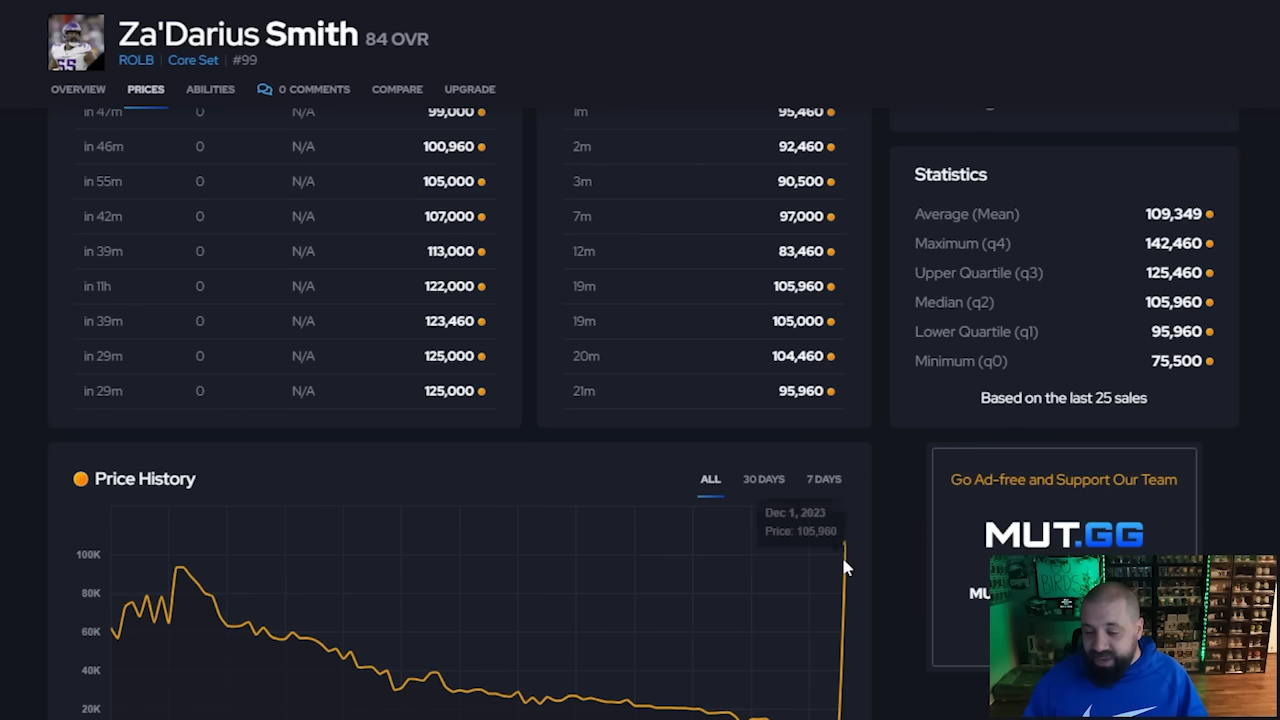 Za'Darius Smith 84 OVR
ROLB | Core Set | #99
OVERVIEW PRICES ABILITIES 0 COMMENTS COMPARE UPGRADE
in 47m 0 N/A 99,000
in 46m 0 N/A 100,960
in 55m 0 N/A 105,000
in 42m 0 N/A 107,000
in 39m 0 N/A 113,000
in 11h 0 N/A 122,000
in 39m 0 N/A 123,460
in 29m 0 N/A 125,000
in 29m 0 N/A 125,000
1m 95,460
2m 92,460
3m 90,500
7m 97,000
12m 83,460
19m 105,960
19m 105,000
20m 104,460
21m 95,960
Statistics
Average (Mean) 109,349
Maximum (q4) 142,460
Upper Quartile (q3) 125,460
Median (q2) 105,960
Lower Quartile (q1) 95,960
Minimum (q0) 75,500
Based on the last 25 sales
Price History
ALL 30 DAYS 7 DAYS
Dec 1, 2023
Price: 105,960
100K
80K
60K
40K
20K
Go Ad-free and Support Our Team
MUT.GG
MU
BIRDS